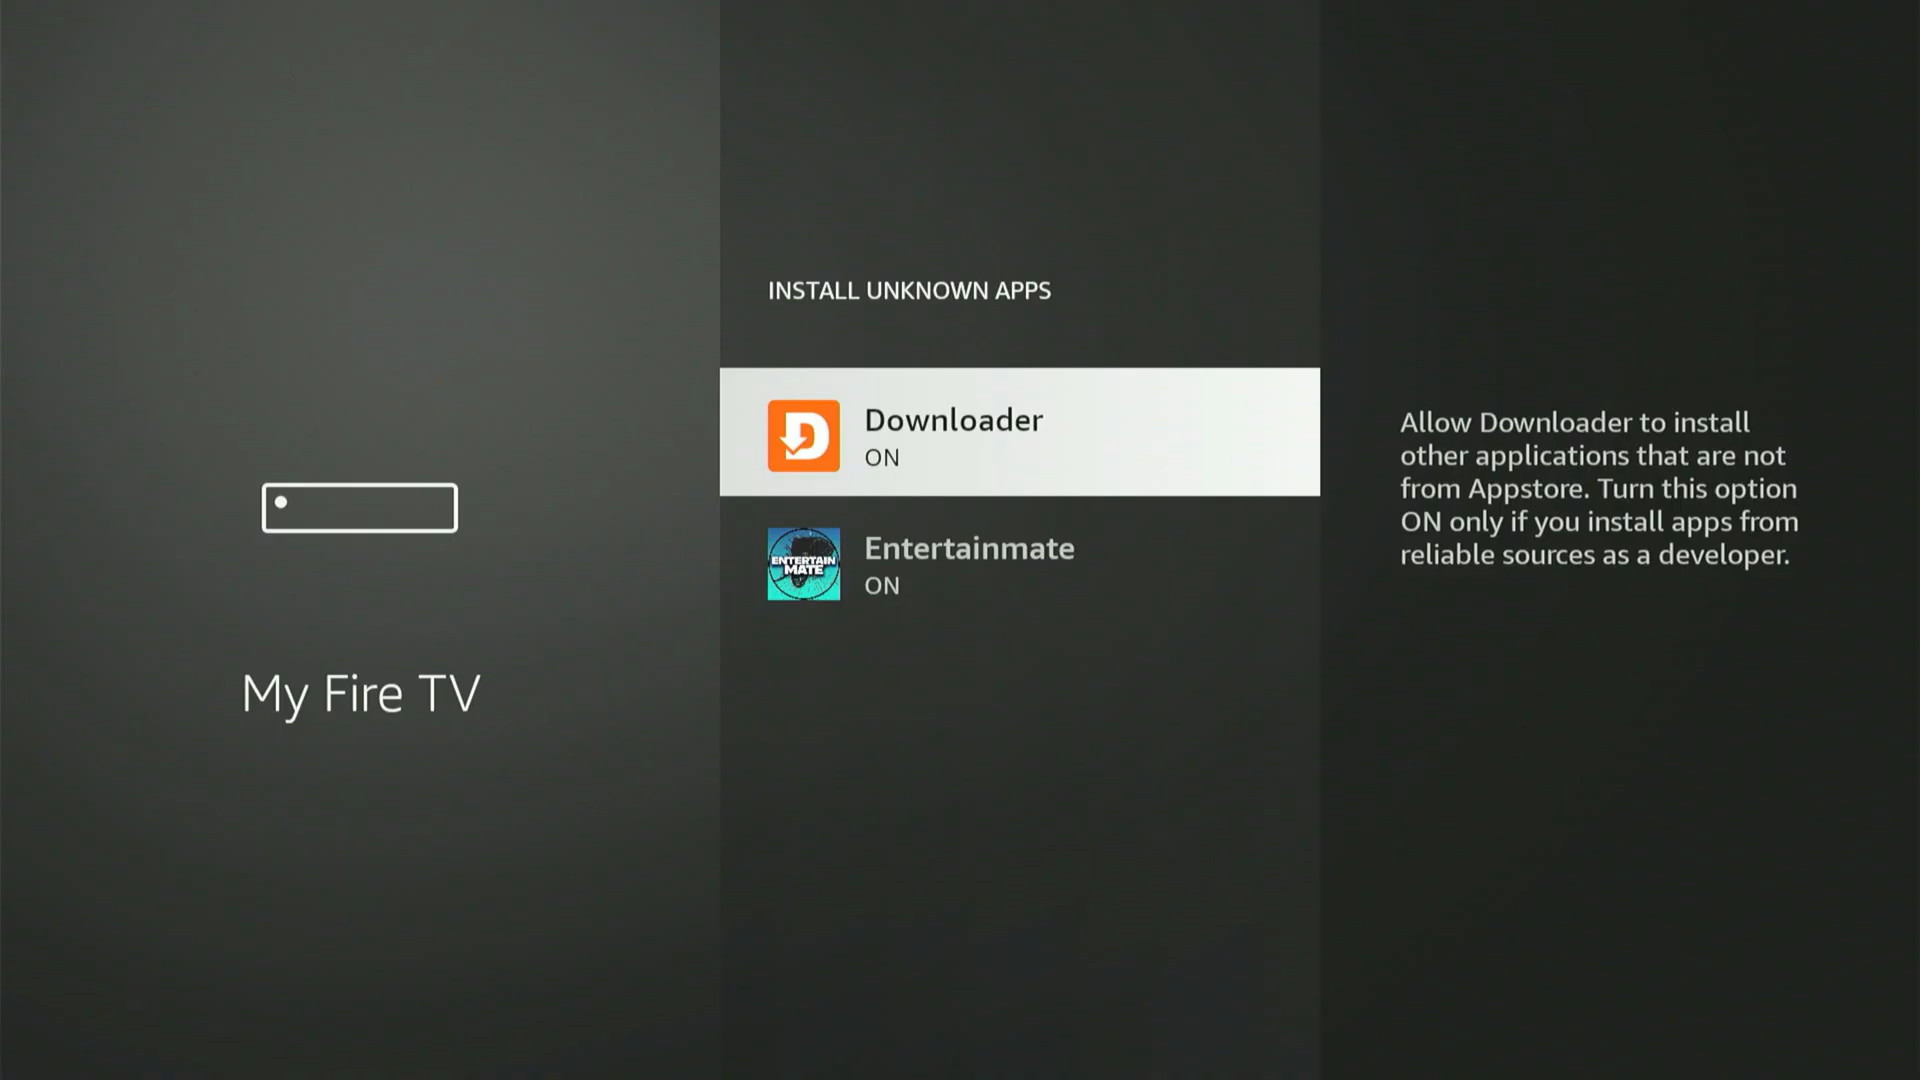 My Fire TV
INSTALL UNKNOWN APPS
D
Downloader
ON
ENTERTAIN
MATE
Entertainmate
ON
Allow Downloader to install
other applications that are not
from Appstore. Turn this option
ON only if you install apps from
reliable sources as a developer.